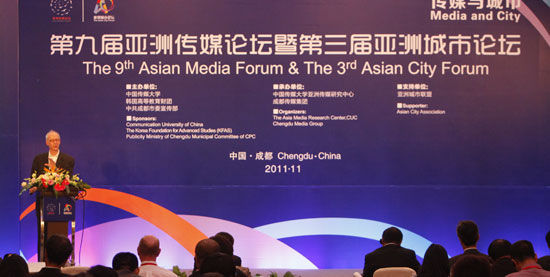 传媒与城市
Media and City
第九届亚洲传媒论坛暨第三届亚洲城市论坛
The 9th Asian Media Forum & The 3rd Asian City Forum
■主办单位:
中国传媒大学
韩国高等教育财团
中共成都市委宣传部
■Sponsors:
Communication University of China
The Korea Foundation for Advanced Studies (KFAS)
Publicity Ministry of Chengdu Municipal Committee of CPC
■承办单位:
中国传媒大学亚洲传媒研究中心
成都传媒集团
■Organizers:
The Asia Media Research Center,CUC
Chengdu Media Group
■支持单位:
亚洲城市联盟
■Supporter:
Asian City Association
中国·成都 Chengdu·China
2011·11